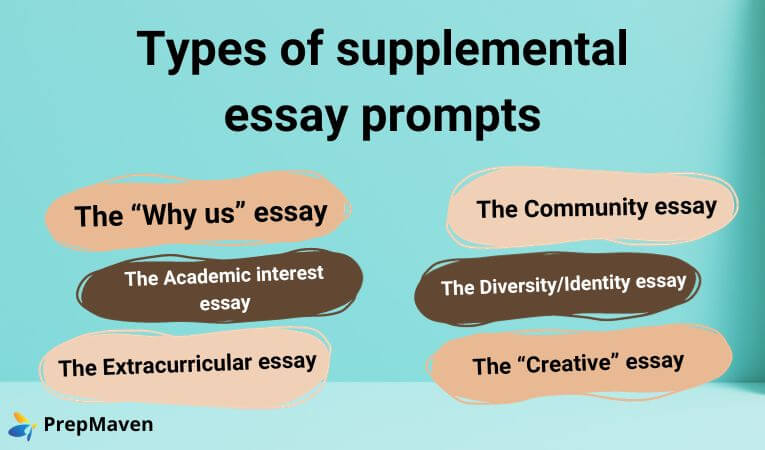 Types of supplemental
essay prompts
The “Why us” essay
The Academic interest
essay
The Extracurricular essay
The Community essay
The Diversity/Identity essay
The “Creative” essay
PrepMaven